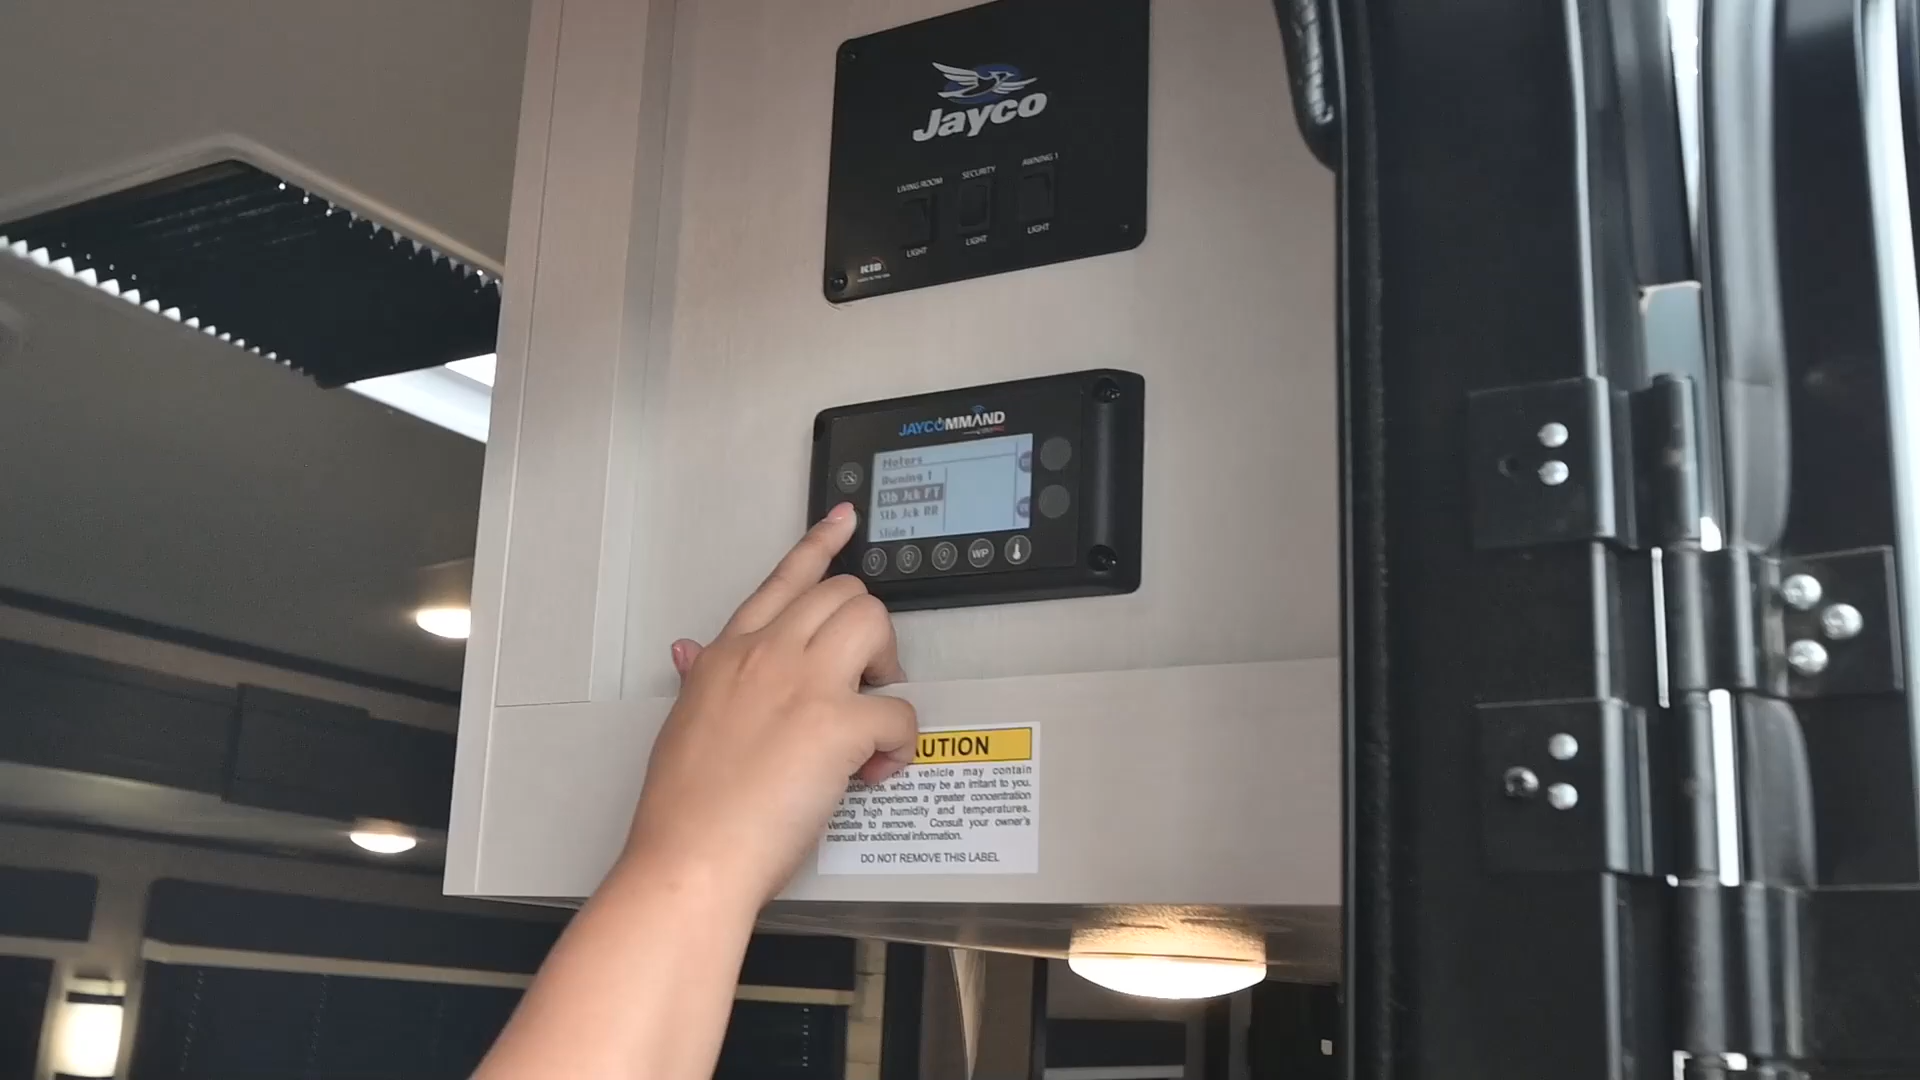 Jayco
LIVING ROOM
SECURITY
AWNING 1
LIGHT
LIGHT
LIGHT
KIB
JAYCOMMAND
Motors
Awning 1
Stb Jck FT
Stb Jck RR
Slide 1
WP
AUTION
this vehicle may contain
aldehyde, which may be an irritant to you.
may experience a greater concentration
uring high humidity and temperatures.
Ventilate to remove. Consult your owner's
manual for additional information.
DO NOT REMOVE THIS LABEL